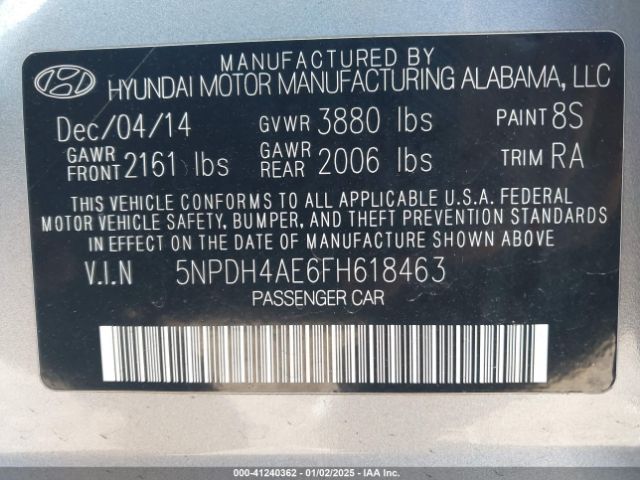 MANUFACTURED BY
HYUNDAI MOTOR MANUFACTURING ALABAMA, LLC
Dec/04/14 GVWR 3880 lbs PAINT 8S
GAWR FRONT 2161 lbs GAWR REAR 2006 lbs TRIM RA
THIS VEHICLE CONFORMS TO ALL APPLICABLE U.S.A. FEDERAL
MOTOR VEHICLE SAFETY, BUMPER, AND THEFT PREVENTION STANDARDS
IN EFFECT ON THE DATE OF MANUFACTURE SHOWN ABOVE
V.I.N 5NPDH4AE6FH618463
PASSENGER CAR
000-41240362 - 01/02/2025 - IAA Inc.